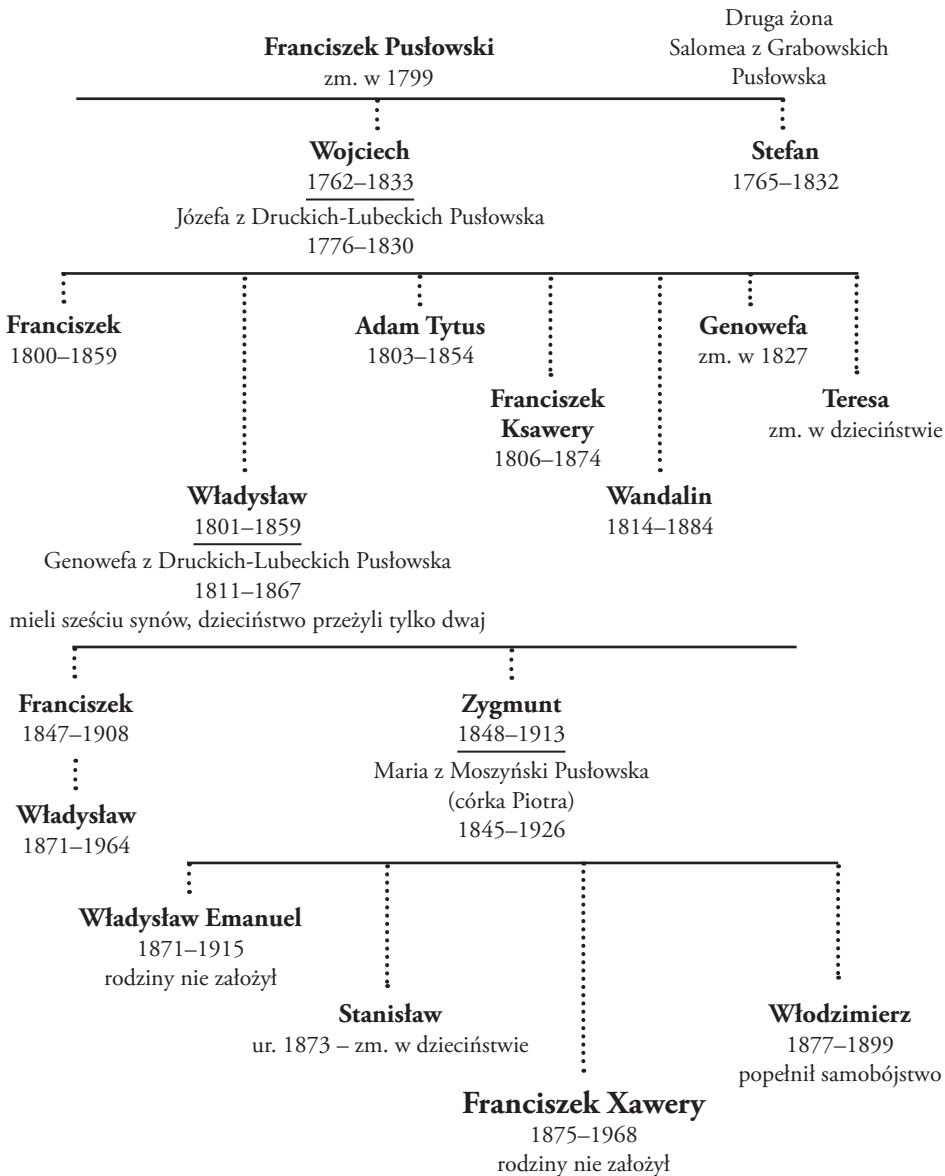 Franciszek Pusłowski
zm. w 1799
Druga żona
Salomea z Grabowskich
Pusłowska
Wojciech
1762–1833
Józefa z Druckich-Lubeckich Pusłowska
1776–1830
Stefan
1765–1832
Franciszek
1800–1859
Adam Tytus
1803–1854
Genowefa
zm. w 1827
Franciszek
Ksawery
1806–1874
Teresa
zm. w dzieciństwie
Władysław
1801–1859
Genowefa z Druckich-Lubeckich Pusłowska
1811–1867
mieli sześciu synów, dzieciństwo przeżyli tylko dwaj
Wandalin
1814–1884
Franciszek
1847–1908
Władysław
1871–1964
Zygmunt
1848–1913
Maria z Moszyński Pusłowska
(córka Piotra)
1845–1926
Władysław Emanuel
1871–1915
rodziny nie założył
Stanisław
ur. 1873 – zm. w dzieciństwie
Franciszek Xawery
1875–1968
rodziny nie założył
Włodzimierz
1877–1899
popełnił samobójstwo